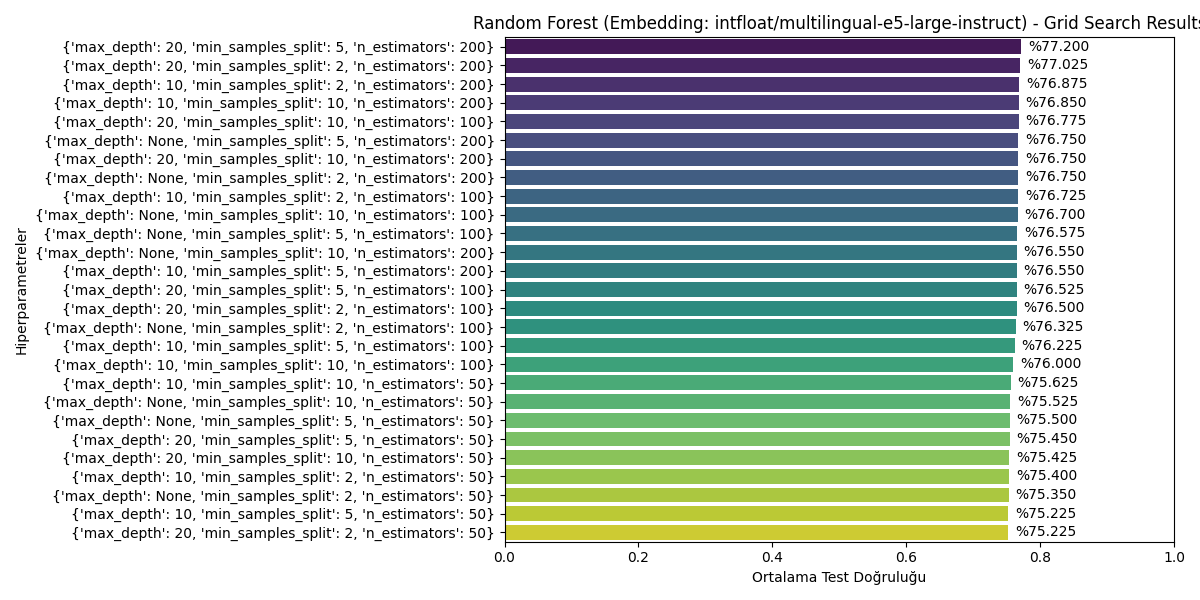 Random Forest (Embedding: intfloat/multilingual-e5-large-instruct) - Grid Search Results
{'max_depth': 20, 'min_samples_split': 5, 'n_estimators': 200} %77.200
{'max_depth': 20, 'min_samples_split': 2, 'n_estimators': 200} %77.025
{'max_depth': 10, 'min_samples_split': 2, 'n_estimators': 200} %76.875
{'max_depth': 10, 'min_samples_split': 10, 'n_estimators': 200} %76.850
{'max_depth': 20, 'min_samples_split': 10, 'n_estimators': 100} %76.775
{'max_depth': None, 'min_samples_split': 5, 'n_estimators': 200} %76.750
{'max_depth': 20, 'min_samples_split': 10, 'n_estimators': 200} %76.750
{'max_depth': None, 'min_samples_split': 2, 'n_estimators': 200} %76.750
{'max_depth': 10, 'min_samples_split': 2, 'n_estimators': 100} %76.725
{'max_depth': None, 'min_samples_split': 10, 'n_estimators': 100} %76.700
{'max_depth': None, 'min_samples_split': 5, 'n_estimators': 100} %76.575
{'max_depth': None, 'min_samples_split': 10, 'n_estimators': 200} %76.550
{'max_depth': 10, 'min_samples_split': 5, 'n_estimators': 200} %76.550
{'max_depth': 20, 'min_samples_split': 5, 'n_estimators': 100} %76.525
{'max_depth': 20, 'min_samples_split': 2, 'n_estimators': 100} %76.500
{'max_depth': None, 'min_samples_split': 2, 'n_estimators': 100} %76.325
{'max_depth': 10, 'min_samples_split': 5, 'n_estimators': 100} %76.225
{'max_depth': 10, 'min_samples_split': 10, 'n_estimators': 100} %76.000
{'max_depth': 10, 'min_samples_split': 10, 'n_estimators': 50} %75.625
{'max_depth': None, 'min_samples_split': 10, 'n_estimators': 50} %75.525
{'max_depth': None, 'min_samples_split': 5, 'n_estimators': 50} %75.500
{'max_depth': 20, 'min_samples_split': 5, 'n_estimators': 50} %75.450
{'max_depth': 20, 'min_samples_split': 10, 'n_estimators': 50} %75.425
{'max_depth': 10, 'min_samples_split': 2, 'n_estimators': 50} %75.400
{'max_depth': None, 'min_samples_split': 2, 'n_estimators': 50} %75.350
{'max_depth': 10, 'min_samples_split': 5, 'n_estimators': 50} %75.225
{'max_depth': 20, 'min_samples_split': 2, 'n_estimators': 50} %75.225
Hiperparametreler
0.0 0.2 0.4 0.6 0.8 1.0
Ortalama Test Doğruluğu